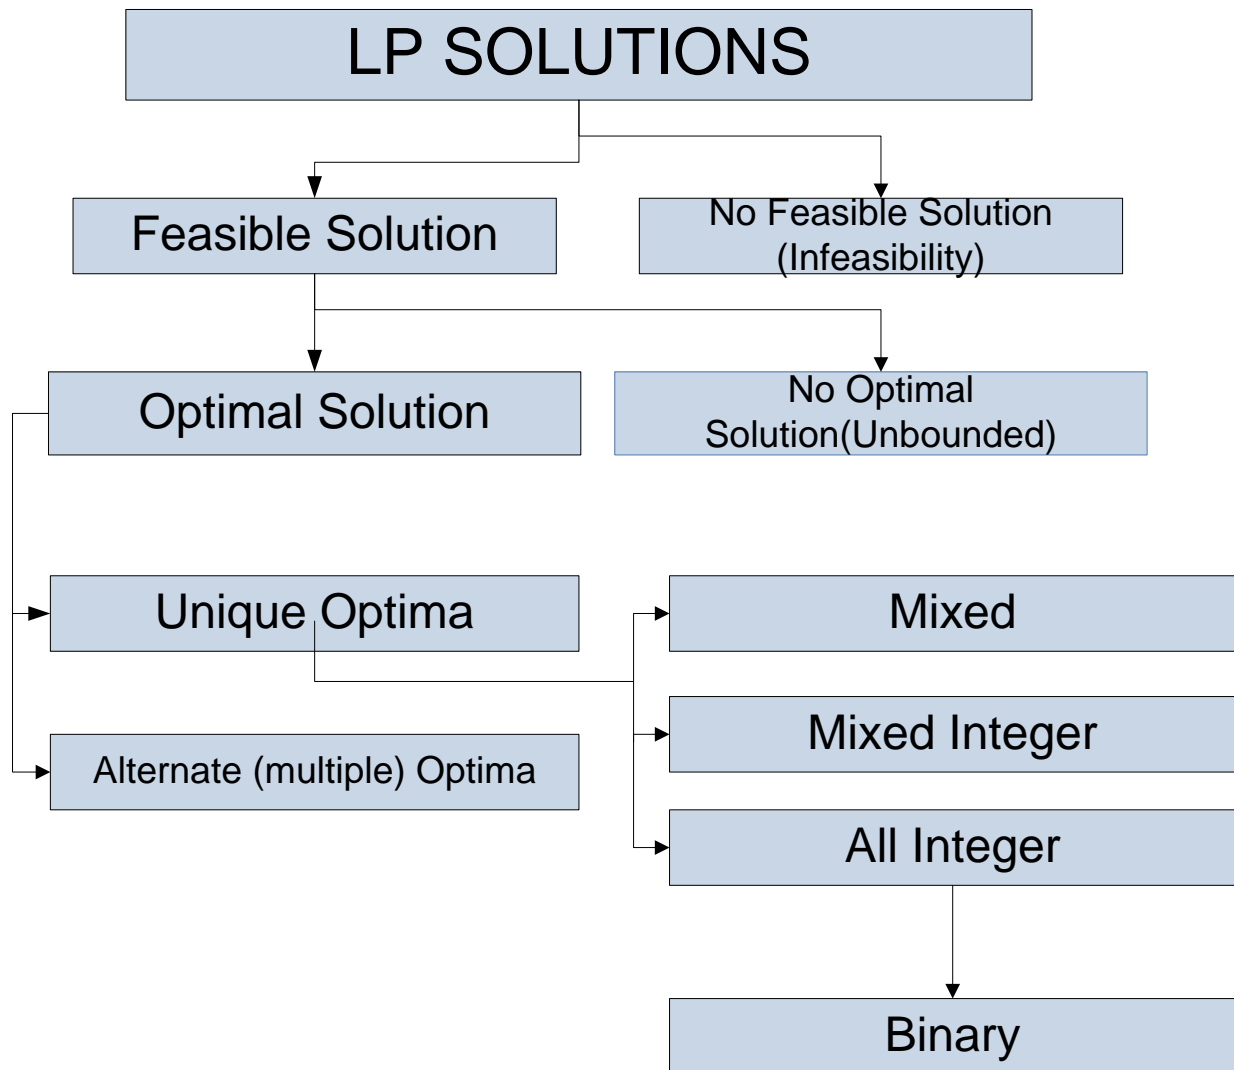 LP SOLUTIONS
Feasible Solution
No Feasible Solution
(Infeasibility)
Optimal Solution
No Optimal
Solution(Unbounded)
Unique Optima
Mixed
Alternate (multiple) Optima
Mixed Integer
All Integer
Binary